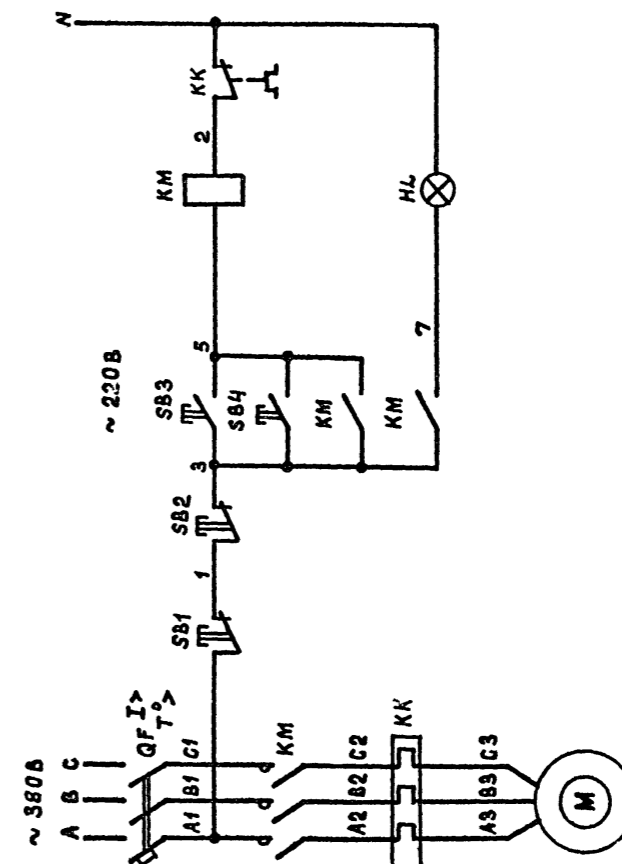 N
KK
2
KM
HL
~ 220В
5
7
SB3
SB4
KM
KM
3
SB2
1
SB1
~ 380В
A
B
C
QF
I>
T°>
A1
B1
C1
KM
A2
B2
C2
KK
A3
B3
C3
M